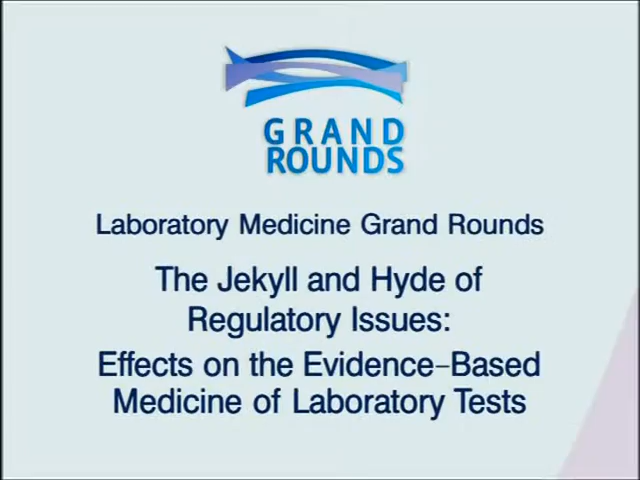 GRAND
ROUNDS
Laboratory Medicine Grand Rounds
The Jekyll and Hyde of
Regulatory Issues:
Effects on the Evidence-Based
Medicine of Laboratory Tests